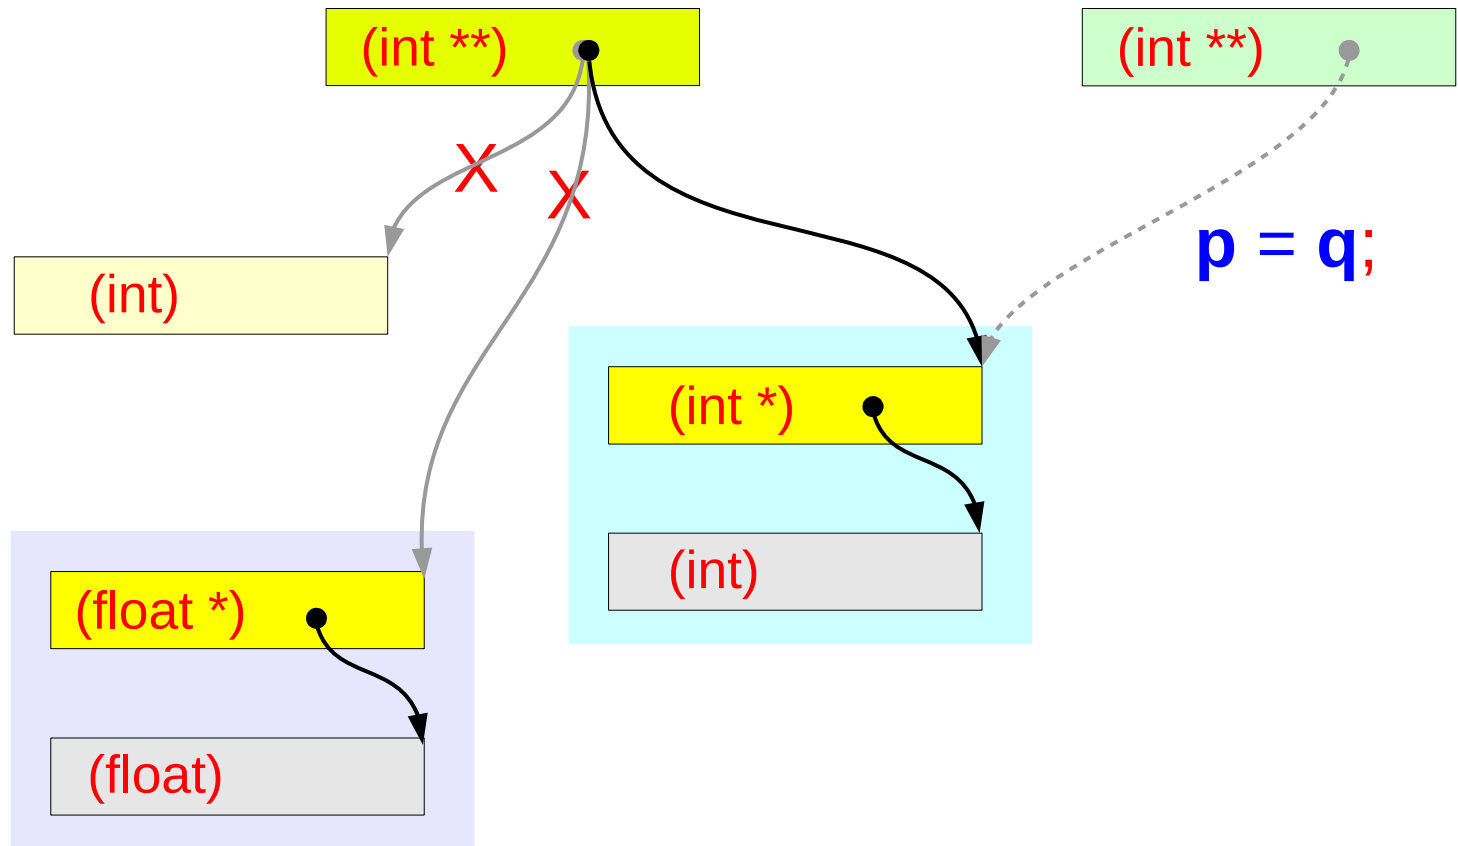 (int **)
(int **)
X
X
p = q;
(int)
(int *)
(int)
(float *)
(float)